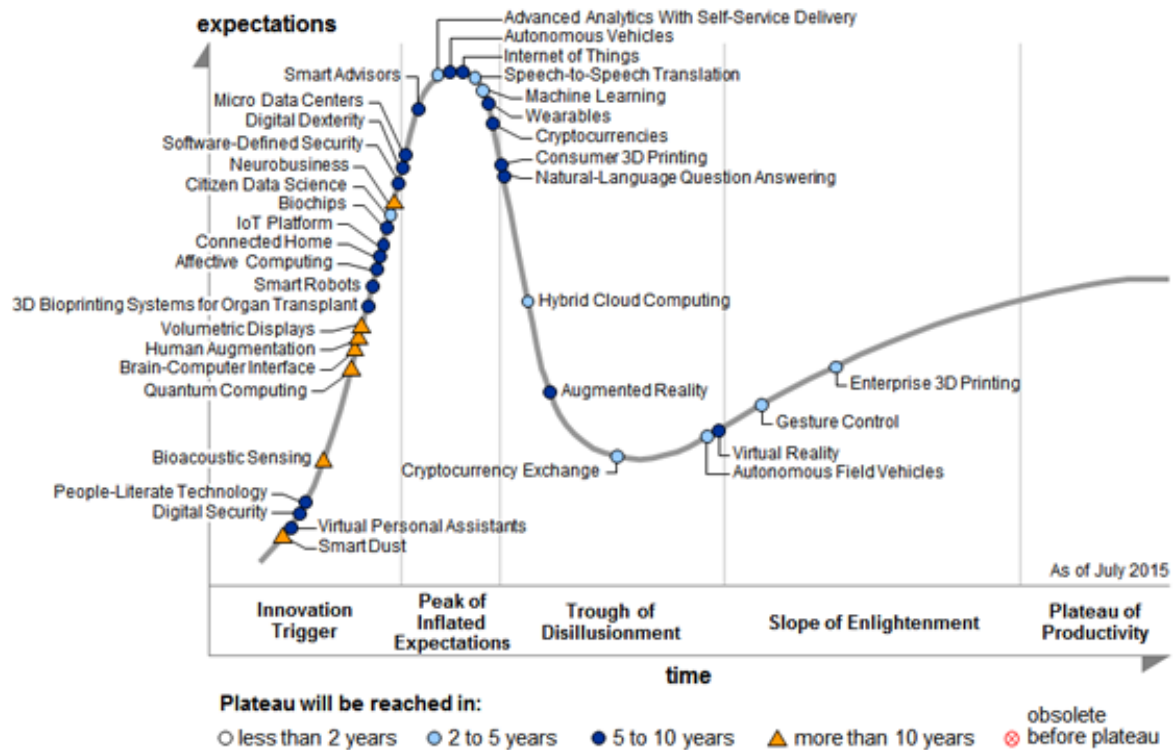 expectations
Advanced Analytics With Self-Service Delivery
Autonomous Vehicles
Internet of Things
Speech-to-Speech Translation
Machine Learning
Wearables
Cryptocurrencies
Consumer 3D Printing
Natural-Language Question Answering
Smart Advisors
Micro Data Centers
Digital Dexterity
Software-Defined Security
Neurobusiness
Citizen Data Science
Biochips
IoT Platform
Connected Home
Affective Computing
Smart Robots
3D Bioprinting Systems for Organ Transplant
Volumetric Displays
Human Augmentation
Brain-Computer Interface
Quantum Computing
Bioacoustic Sensing
People-Literate Technology
Digital Security
Virtual Personal Assistants
Smart Dust
Hybrid Cloud Computing
Augmented Reality
Cryptocurrency Exchange
Enterprise 3D Printing
Gesture Control
Virtual Reality
Autonomous Field Vehicles
As of July 2015
Innovation
Trigger
Peak of
Inflated
Expectations
Trough of
Disillusionment
Slope of Enlightenment
Plateau of
Productivity
time
Plateau will be reached in:
less than 2 years
2 to 5 years
5 to 10 years
more than 10 years
obsolete
before plateau